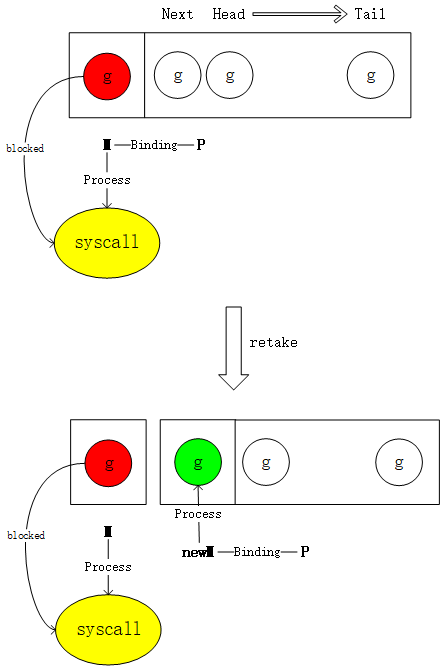 Next Head Tail
g g g g
blocked
M Binding P
Process
syscall
retake
g g g g
Process
blocked
M newM Binding P
Process
syscall